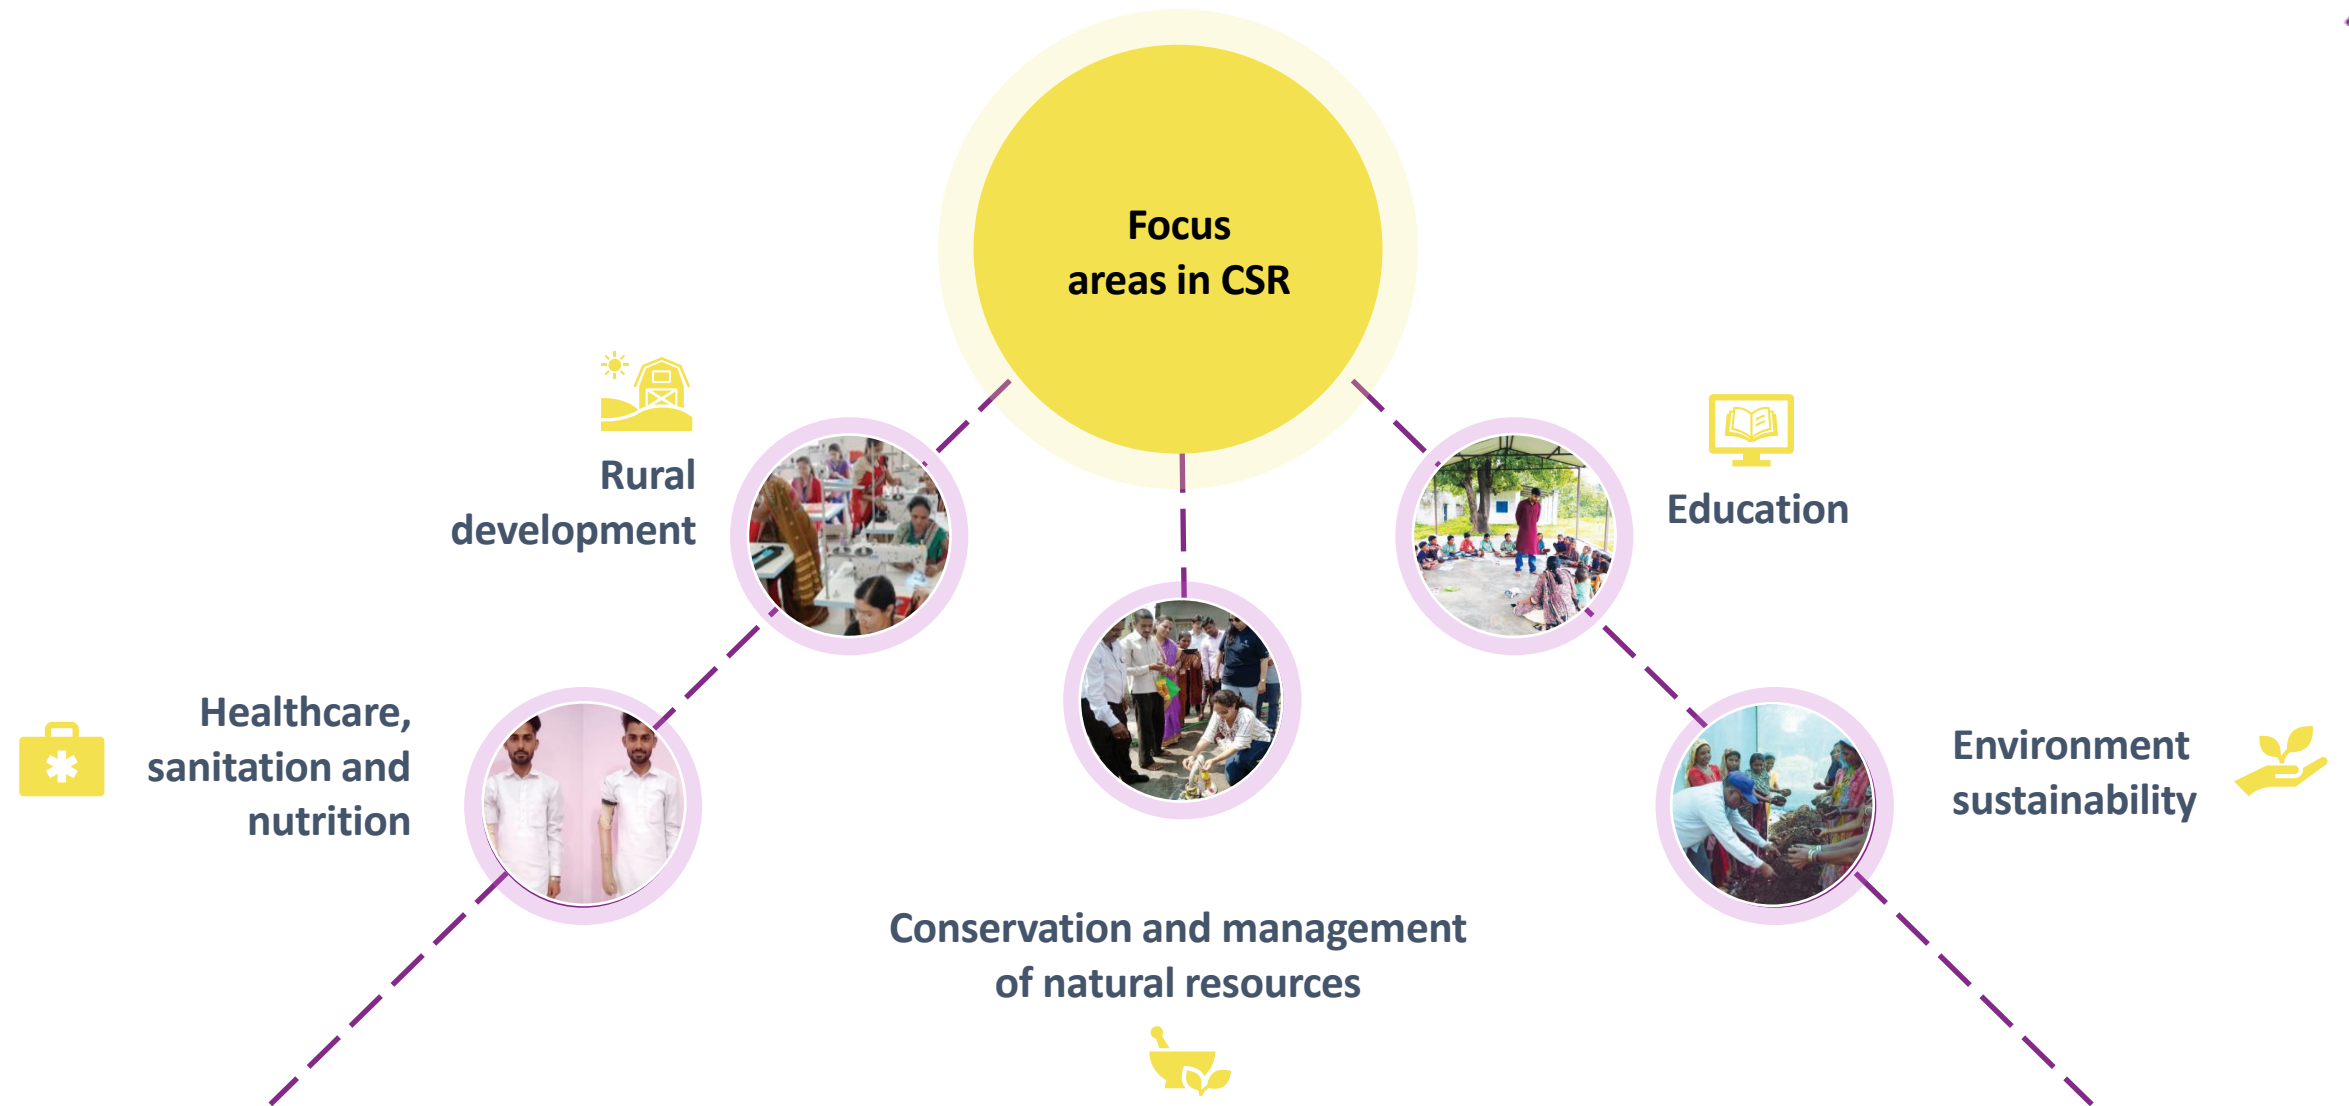 Focus
areas in CSR
Rural
development
Education
Healthcare,
sanitation and
nutrition
Environment
sustainability
Conservation and management
of natural resources